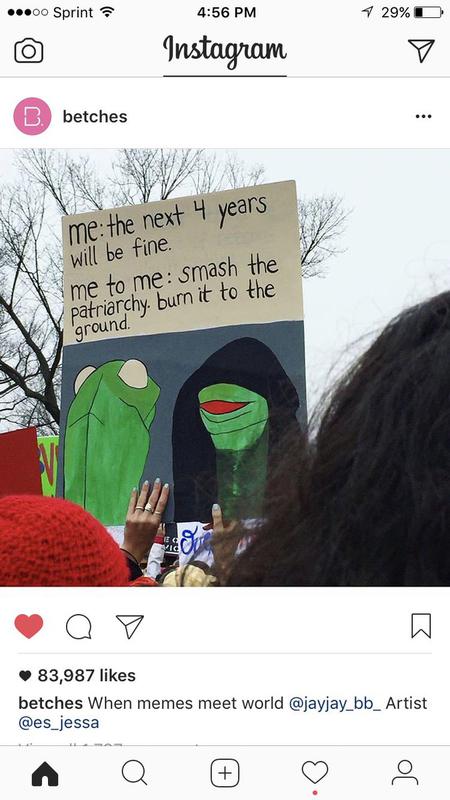 Sprint 4:56 PM 29%
Instagram
betches
me: the next 4 years
will be fine.
me to me: smash the
patriarchy. burn it to the
ground.
83,987 likes
betches When memes meet world @jayjay_bb_ Artist
@es_jessa